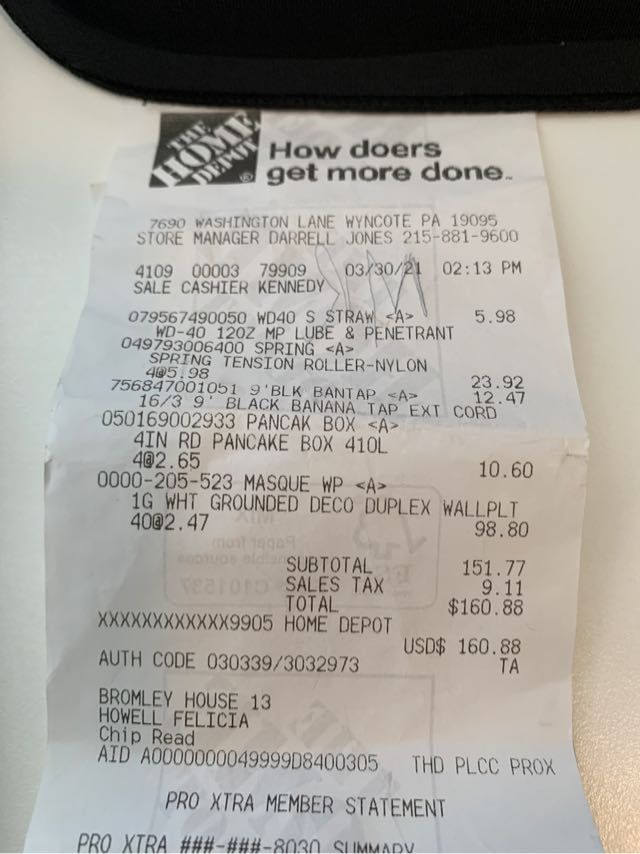 THE HOME DEPOT
How doers
get more done.
7690 WASHINGTON LANE WYNCOTE PA 19095
STORE MANAGER DARRELL JONES 215-881-9600
4109 00003 79909 03/30/21 02:13 PM
SALE CASHIER KENNEDY
079567490050 WD40 S STRAW <A> 5.98
WD-40 12OZ MP LUBE & PENETRANT
049793006400 SPRING <A>
SPRING TENSION ROLLER-NYLON
4@5.98 23.92
756847001051 9'BLK BANTAP <A> 12.47
16/3 9' BLACK BANANA TAP EXT CORD
050169002933 PANCAK BOX <A>
4IN RD PANCAKE BOX 410L
4@2.65 10.60
0000-205-523 MASQUE WP <A>
1G WHT GROUNDED DECO DUPLEX WALLPLT
40@2.47 98.80
SUBTOTAL 151.77
SALES TAX 9.11
TOTAL $160.88
XXXXXXXXXXXX9905 HOME DEPOT
USD$ 160.88
AUTH CODE 030339/3032973 TA
BROMLEY HOUSE 13
HOWELL FELICIA
Chip Read
AID A0000000049999D8400305 THD PLCC PROX
PRO XTRA MEMBER STATEMENT
PRO XTRA ###-###-8030 SUMMARY